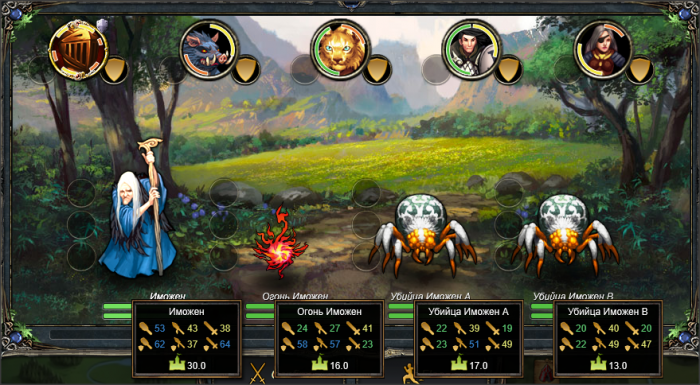 Иможен
Огонь Иможен
Убийца Иможен А
Убийца Иможен В
Иможен
53 43 38
62 37 64
30.0
Огонь Иможен
24 27 41
58 57 23
16.0
Убийца Иможен А
22 39 19
23 51 49
17.0
Убийца Иможен В
20 40 20
20 49 47
13.0